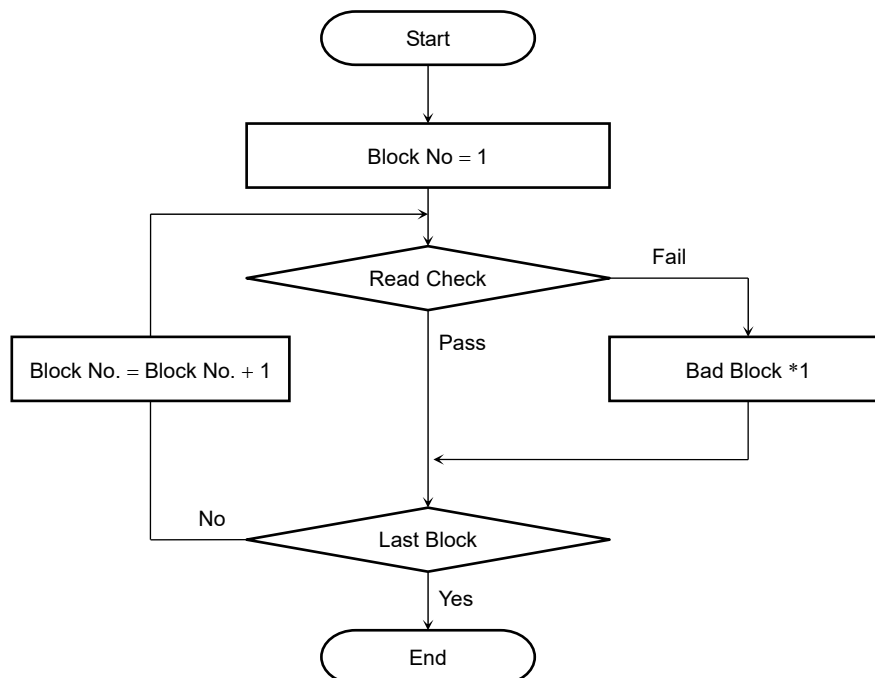 Start
Block No = 1
Read Check
Fail
Pass
Block No. = Block No. + 1
Bad Block *1
No
Last Block
Yes
End